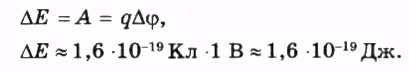 ΔE = A = qΔφ,
ΔE ≈ 1,6 · 10⁻¹⁹ Кл · 1 В ≈ 1,6 · 10⁻¹⁹ Дж.